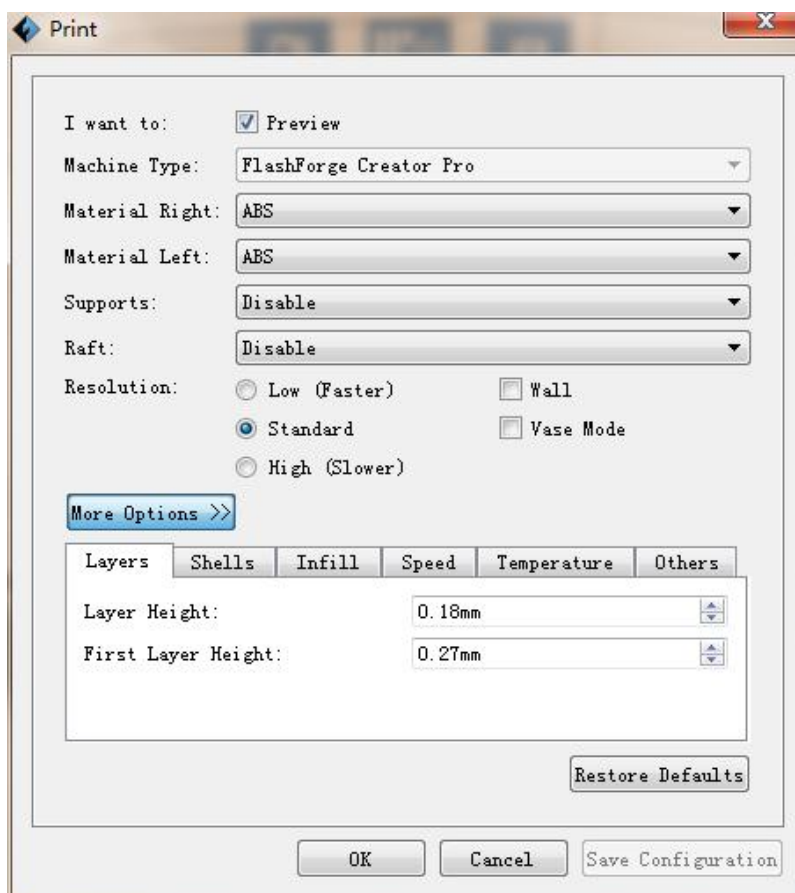 Print
I want to: Preview
Machine Type: FlashForge Creator Pro
Material Right: ABS
Material Left: ABS
Supports: Disable
Raft: Disable
Resolution: Low (Faster) Wall
Standard Vase Mode
High (Slower)
More Options >>
Layers Shells Infill Speed Temperature Others
Layer Height: 0.18mm
First Layer Height: 0.27mm
Restore Defaults
OK Cancel Save Configuration